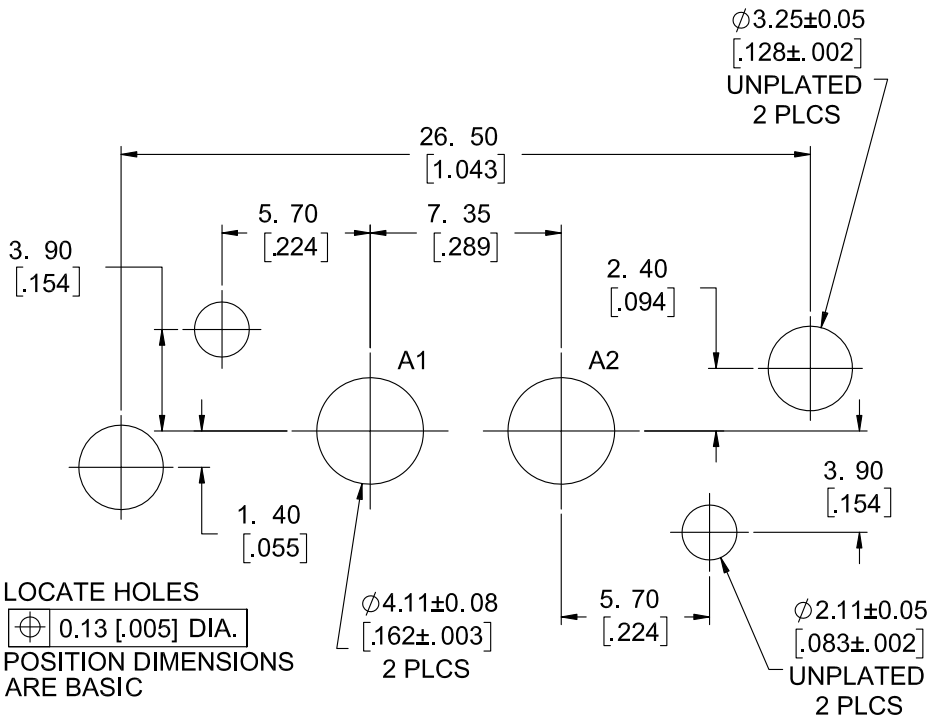 Ø3.25±0.05
[.128±.002]
UNPLATED
2 PLCS
26. 50
[1.043]
5. 70
[.224]
7. 35
[.289]
3. 90
[.154]
2. 40
[.094]
A1
A2
1. 40
[.055]
3. 90
[.154]
LOCATE HOLES
⌖ 0.13 [.005] DIA.
POSITION DIMENSIONS
ARE BASIC
Ø4.11±0.08
[.162±.003]
2 PLCS
5. 70
[.224]
Ø2.11±0.05
[.083±.002]
UNPLATED
2 PLCS